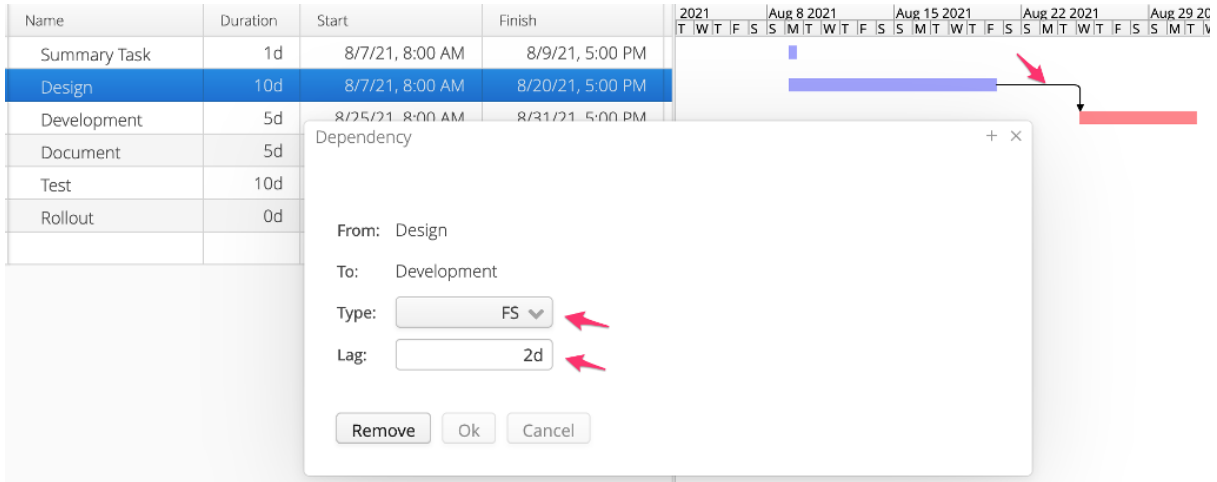 Name Duration Start Finish 2021 Aug 8 2021 Aug 15 2021 Aug 22 2021 Aug 29 20
T W T F S S M T W T F S S M T W T F S S M T W T F S S M T W
Summary Task 1d 8/7/21, 8:00 AM 8/9/21, 5:00 PM
Design 10d 8/7/21, 8:00 AM 8/20/21, 5:00 PM
Development 5d 8/25/21, 8:00 AM 8/31/21, 5:00 PM
Dependency
Document 5d
Test 10d
Rollout 0d
From: Design
To: Development
Type: FS
Lag: 2d
Remove Ok Cancel